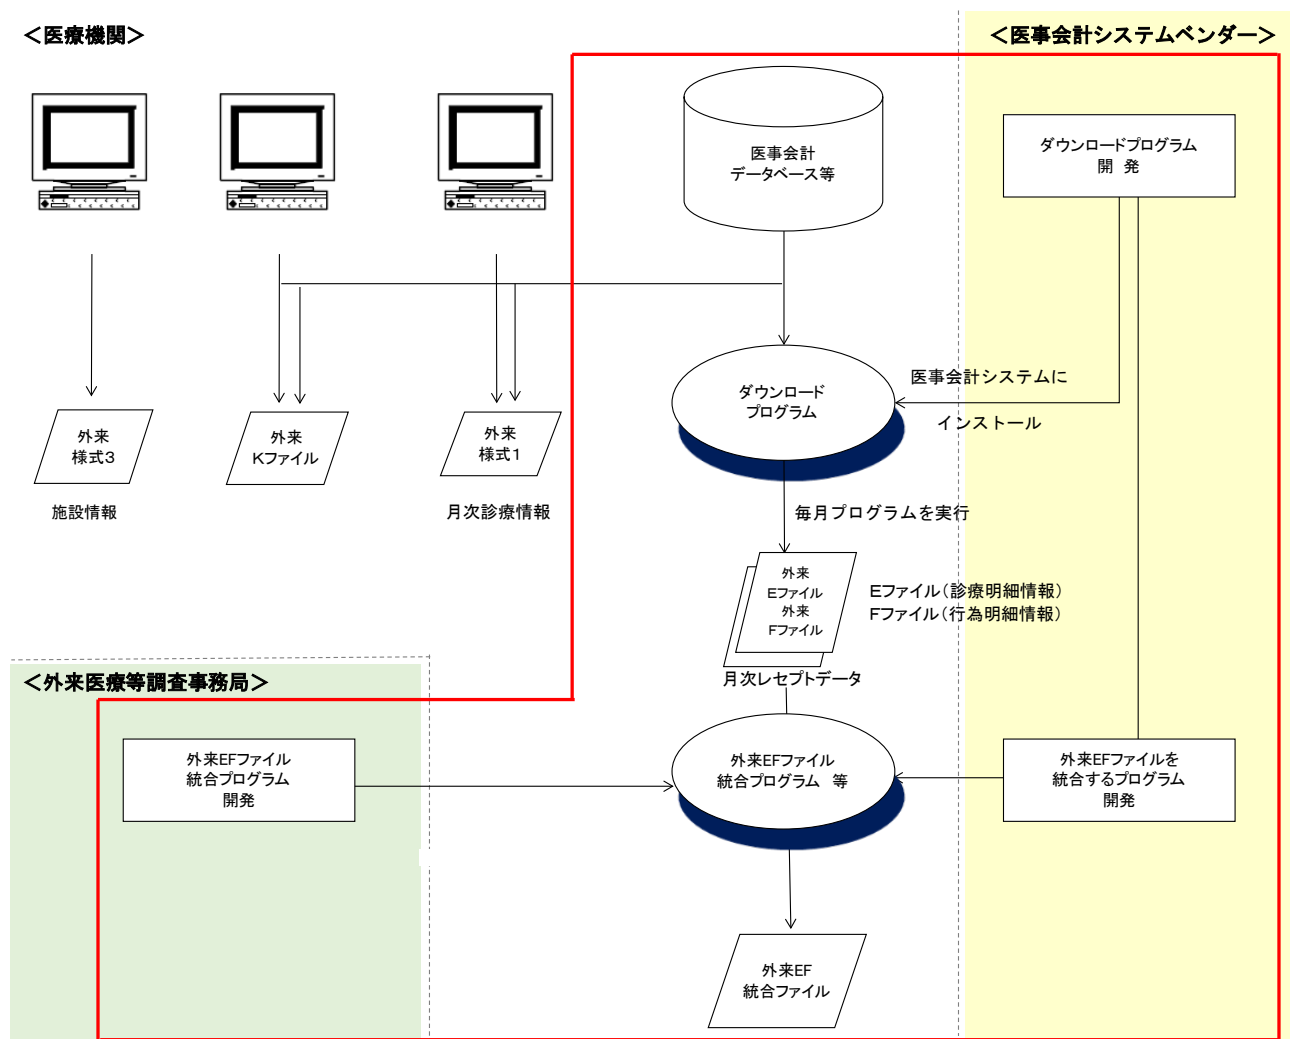 ＜医療機関＞
＜医事会計システムベンダー＞
医事会計
データベース等
ダウンロードプログラム
開 発
ダウンロード
プログラム
医事会計システムに
インストール
外来
様式３
外来
Ｋファイル
外来
様式１
施設情報
月次診療情報
毎月プログラムを実行
外来
Ｅファイル
外来
Ｆファイル
Ｅファイル（診療明細情報）
Ｆファイル（行為明細情報）
月次レセプトデータ
＜外来医療等調査事務局＞
外来EFファイル
統合プログラム
開発
外来EFファイル
統合プログラム 等
外来EFファイルを
統合するプログラム
開発
外来EF
統合ファイル